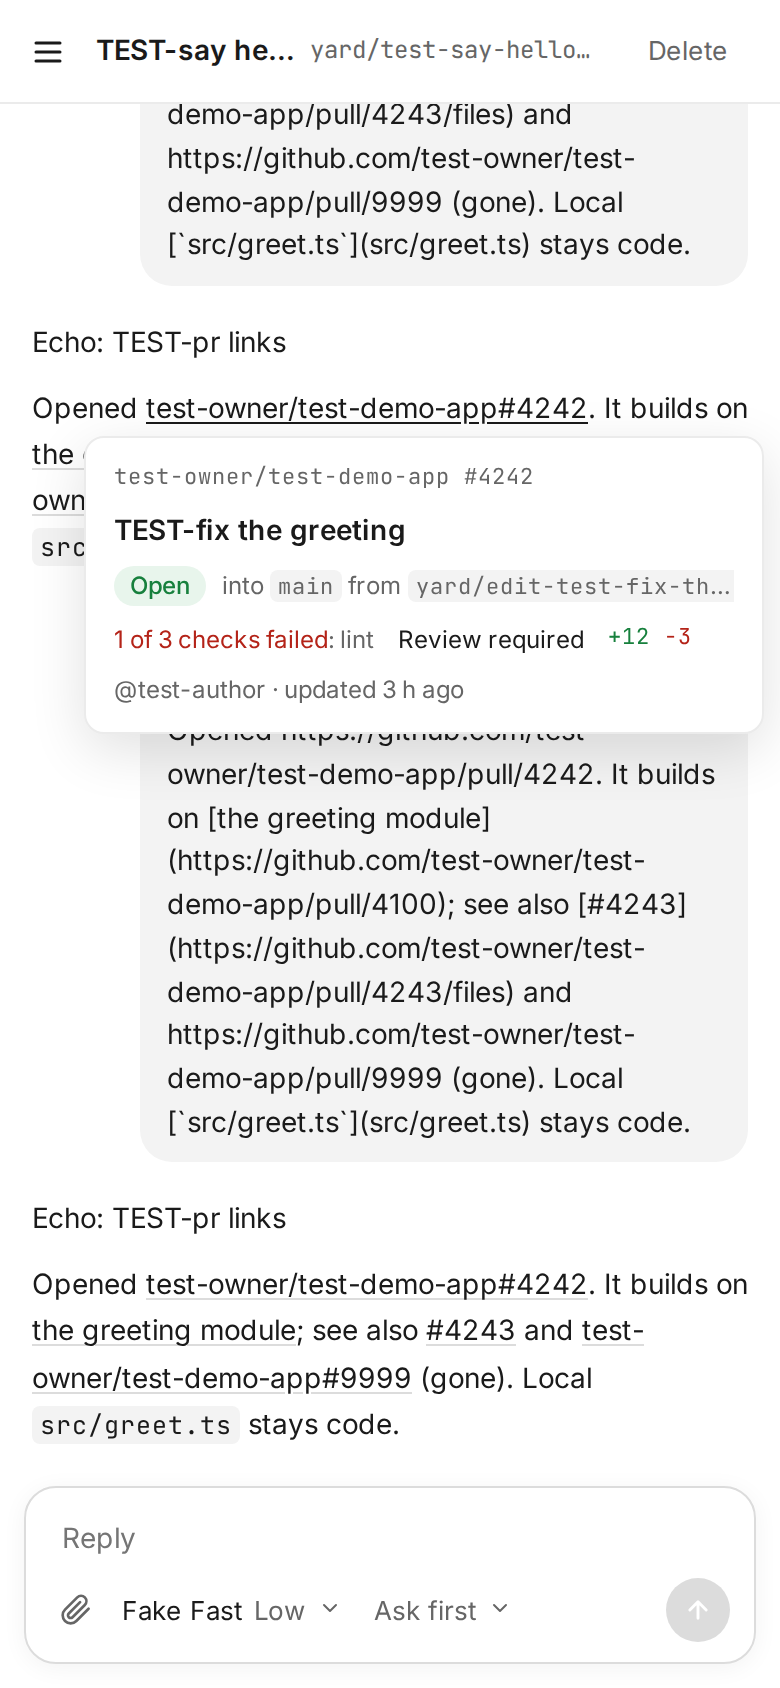 TEST-say he... yard/test-say-hello... Delete
demo-app/pull/4243/files) and
https://github.com/test-owner/test-
demo-app/pull/9999 (gone). Local
[`src/greet.ts`](src/greet.ts) stays code.
Echo: TEST-pr links
Opened test-owner/test-demo-app#4242. It builds on
the
own
src
test-owner/test-demo-app #4242
TEST-fix the greeting
Open into main from yard/edit-test-fix-th...
1 of 3 checks failed: lint Review required +12 -3
@test-author · updated 3 h ago
Opened https://github.com/test-
owner/test-demo-app/pull/4242. It builds
on [the greeting module]
(https://github.com/test-owner/test-
demo-app/pull/4100); see also [#4243]
(https://github.com/test-owner/test-
demo-app/pull/4243/files) and
https://github.com/test-owner/test-
demo-app/pull/9999 (gone). Local
[`src/greet.ts`](src/greet.ts) stays code.
Echo: TEST-pr links
Opened test-owner/test-demo-app#4242. It builds on
the greeting module; see also #4243 and test-
owner/test-demo-app#9999 (gone). Local
src/greet.ts stays code.
Reply
Fake Fast Low Ask first